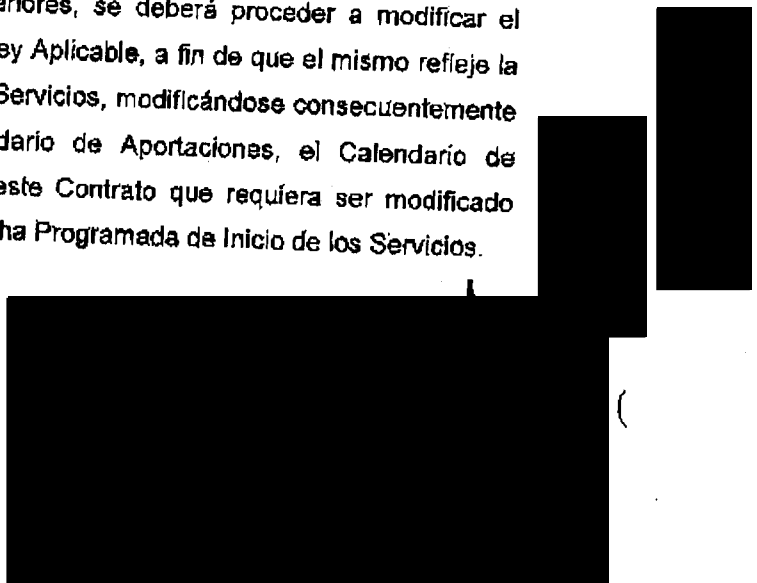 eriores, se deberá proceder a modificar el
ey Aplicable, a fin de que el mismo refleje la
Servicios, modificándose consecuentemente
dario de Aportaciones, el Calendario de
este Contrato que requiera ser modificado
ha Programada de Inicio de los Servicios.
(